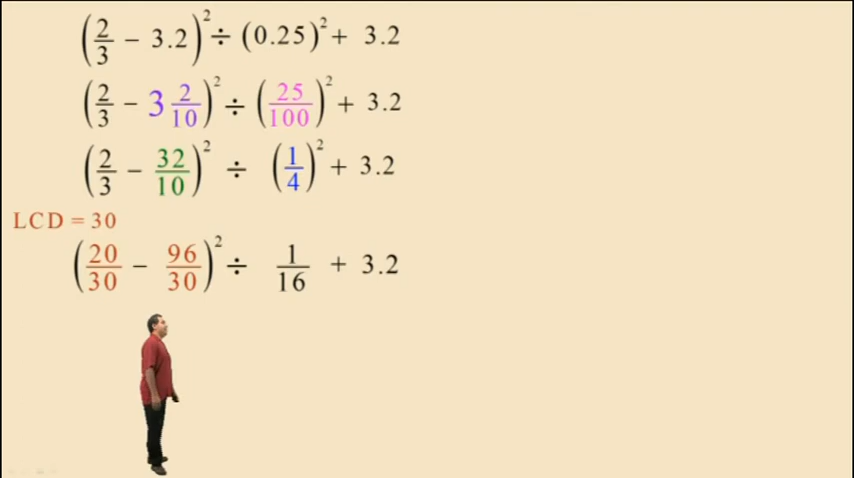 (2/3 − 3.2)² ÷ (0.25)² + 3.2
(2/3 − 3 2/10)² ÷ (25/100)² + 3.2
(2/3 − 32/10)² ÷ (1/4)² + 3.2
LCD = 30
(20/30 − 96/30)² ÷ 1/16 + 3.2